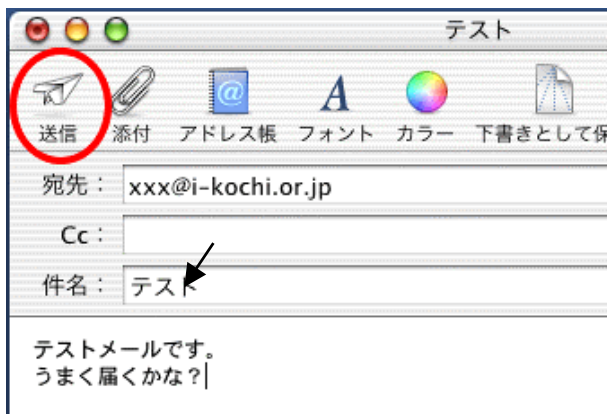 テスト
送信 添付 アドレス帳 フォント カラー 下書きとして保
宛先： xxx@i-kochi.or.jp
Cc：
件名： テスト
テストメールです。
うまく届くかな？